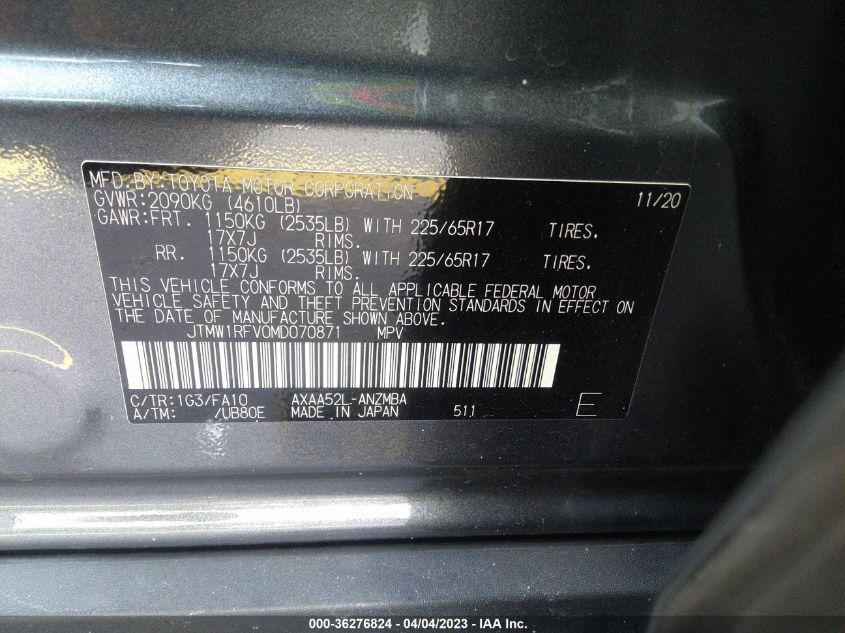 MFD.BY:TOYOTA MOTOR CORPORATION 11/20
GVWR:2090KG (4610LB)
GAWR:FRT. 1150KG (2535LB) WITH 225/65R17 TIRES.
17X7J RIMS.
RR. 1150KG (2535LB) WITH 225/65R17 TIRES.
17X7J RIMS.
THIS VEHICLE CONFORMS TO ALL APPLICABLE FEDERAL MOTOR
VEHICLE SAFETY AND THEFT PREVENTION STANDARDS IN EFFECT ON
THE DATE OF MANUFACTURE SHOWN ABOVE.
JTMW1RFV0MD070871 MPV
C/TR:1G3/FA10 AXAA52L-ANZMBA
A/TM: /UB80E MADE IN JAPAN 511 E
000-36276824 - 04/04/2023 - IAA Inc.